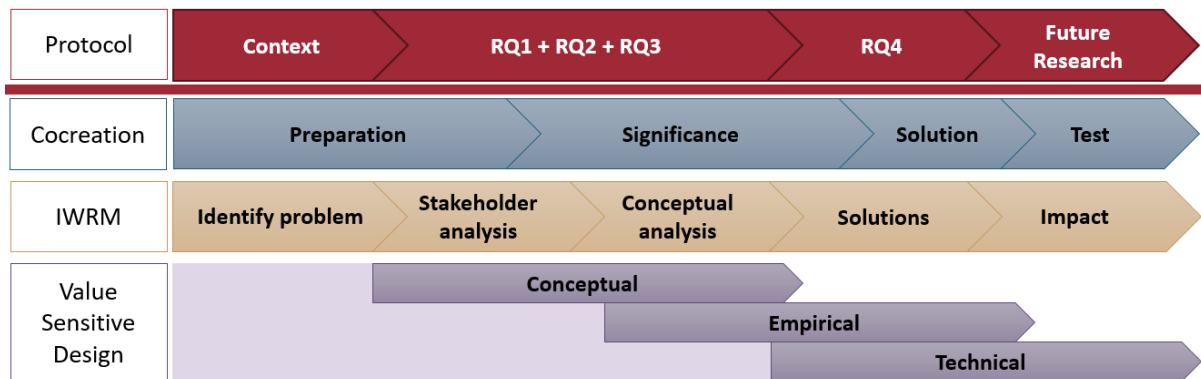 Protocol
Context
RQ1 + RQ2 + RQ3
RQ4
Future
Research
Cocreation
Preparation
Significance
Solution
Test
IWRM
Identify problem
Stakeholder
analysis
Conceptual
analysis
Solutions
Impact
Value
Sensitive
Design
Conceptual
Empirical
Technical